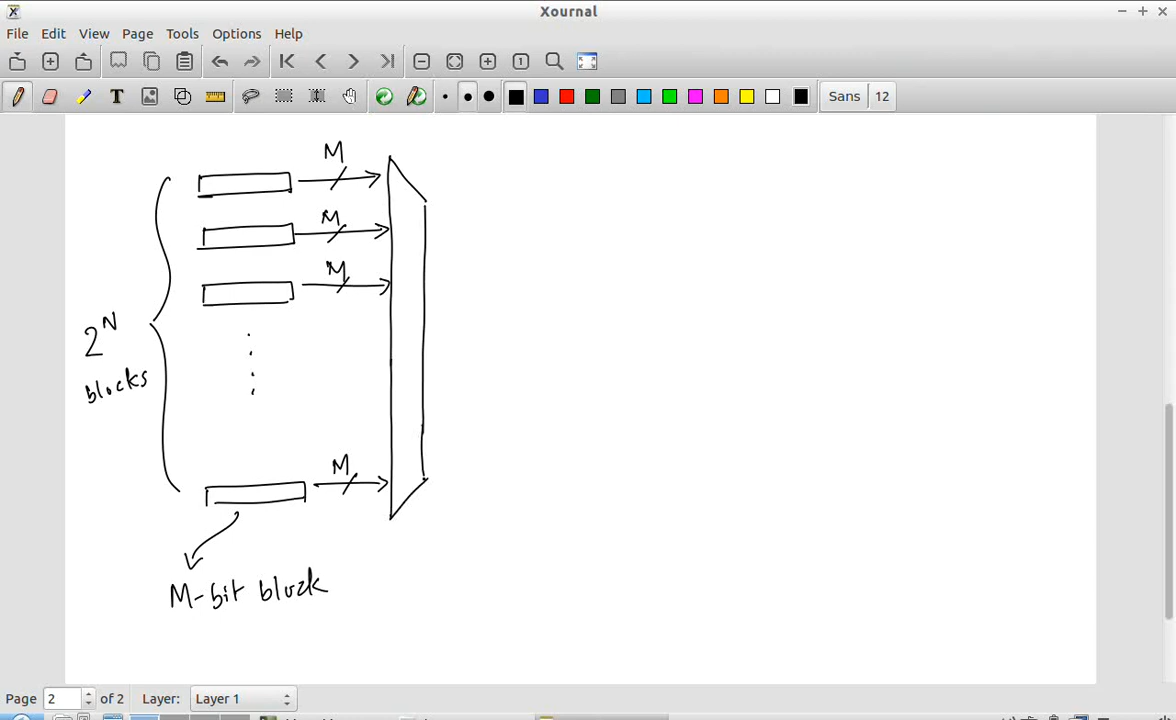 Xournal
File Edit View Page Tools Options Help
Sans 12
M
M
M
2^N
blocks
M
M-bit block
Page 2 of 2 Layer: Layer 1